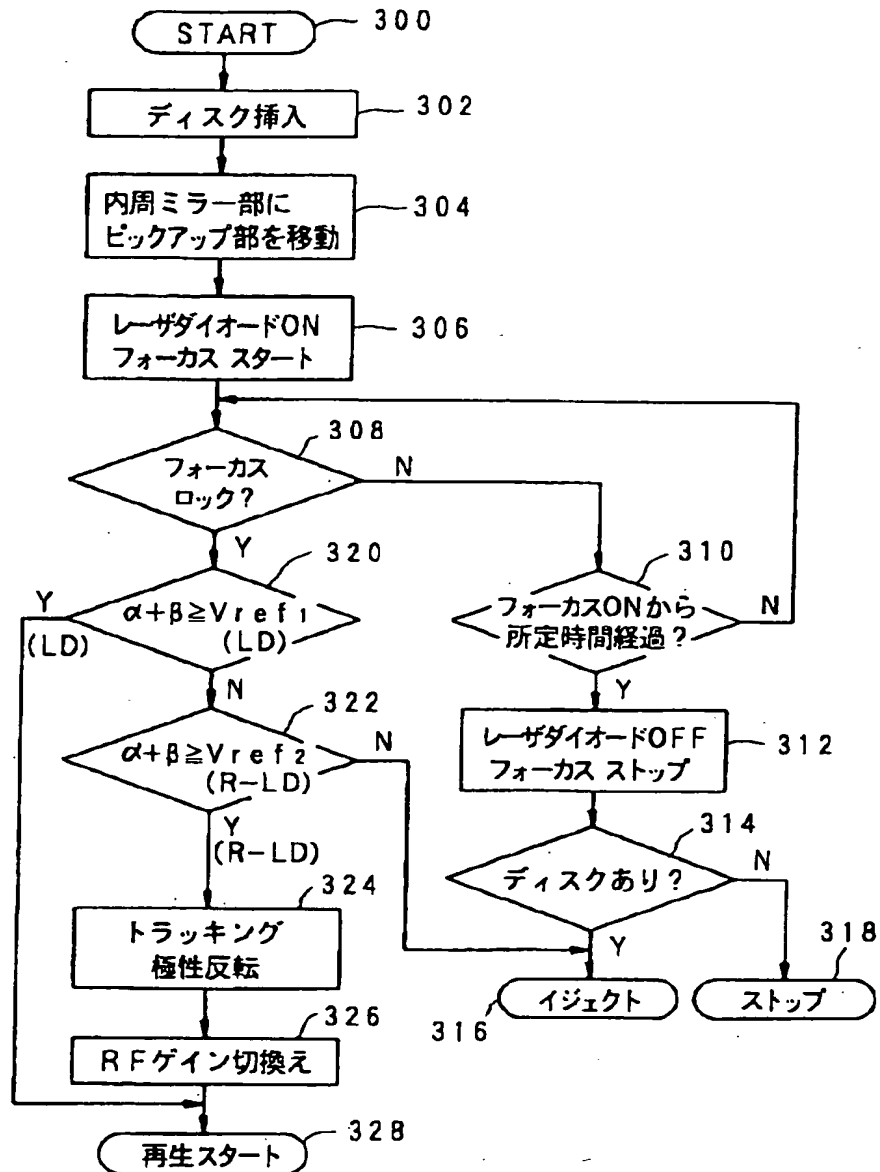 START
300
ディスク挿入
302
内周ミラー部に
ピックアップ部を移動
304
レーザダイオードON
フォーカス スタート
306
フォーカス
ロック?
308
N
Y
α+β≧Vref₁
(LD)
320
Y
(LD)
N
フォーカスONから
所定時間経過?
310
N
Y
α+β≧Vref₂
(R-LD)
322
N
Y
(R-LD)
レーザダイオードOFF
フォーカス ストップ
312
ディスクあり?
314
N
Y
トラッキング
極性反転
324
イジェクト
316
ストップ
318
RFゲイン切換え
326
再生スタート
328